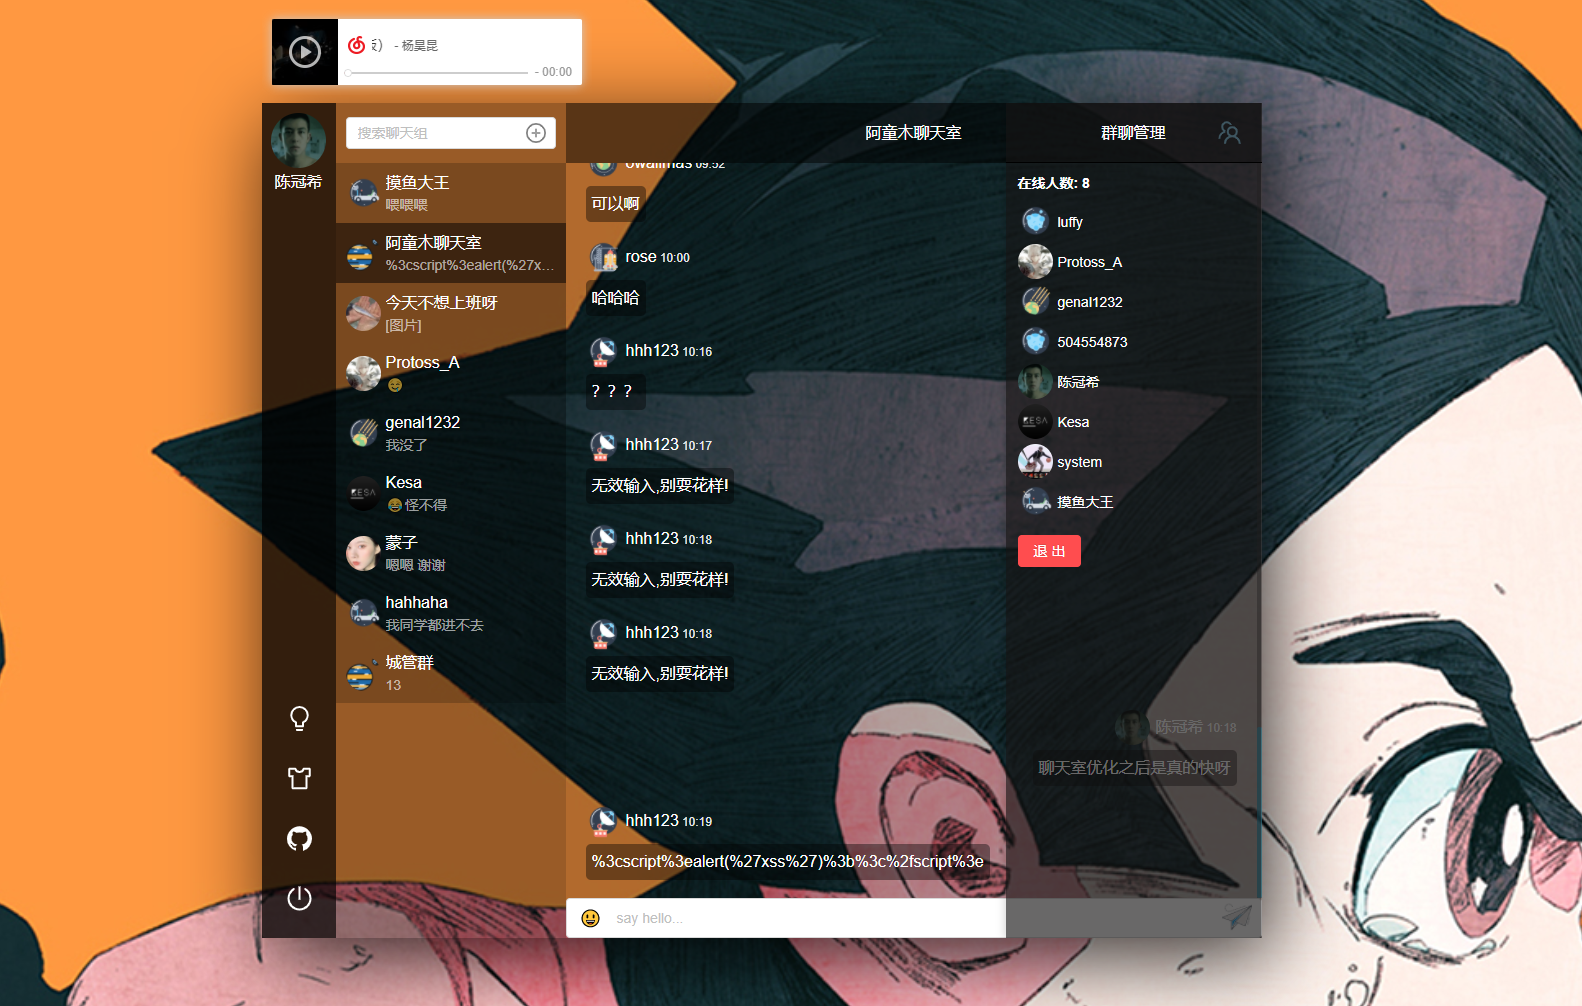 版） - 杨昊昆
- 00:00
陈冠希
搜索聊天组
摸鱼大王
喂喂喂
阿童木聊天室
%3cscript%3ealert(%27x...
今天不想上班呀
[图片]
Protoss_A
😊
genal1232
我没了
Kesa
😂怪不得
蒙子
嗯嗯 谢谢
hahhaha
我同学都进不去
城管群
13
阿童木聊天室
09:52
可以啊
rose 10:00
哈哈哈
hhh123 10:16
？？？
hhh123 10:17
无效输入,别耍花样!
hhh123 10:18
无效输入,别耍花样!
hhh123 10:18
无效输入,别耍花样!
陈冠希 10:18
聊天室优化之后是真的快呀
hhh123 10:19
%3cscript%3ealert(%27xss%27)%3b%3c%2fscript%3e
say hello...
群聊管理
在线人数: 8
luffy
Protoss_A
genal1232
504554873
陈冠希
Kesa
system
摸鱼大王
退 出